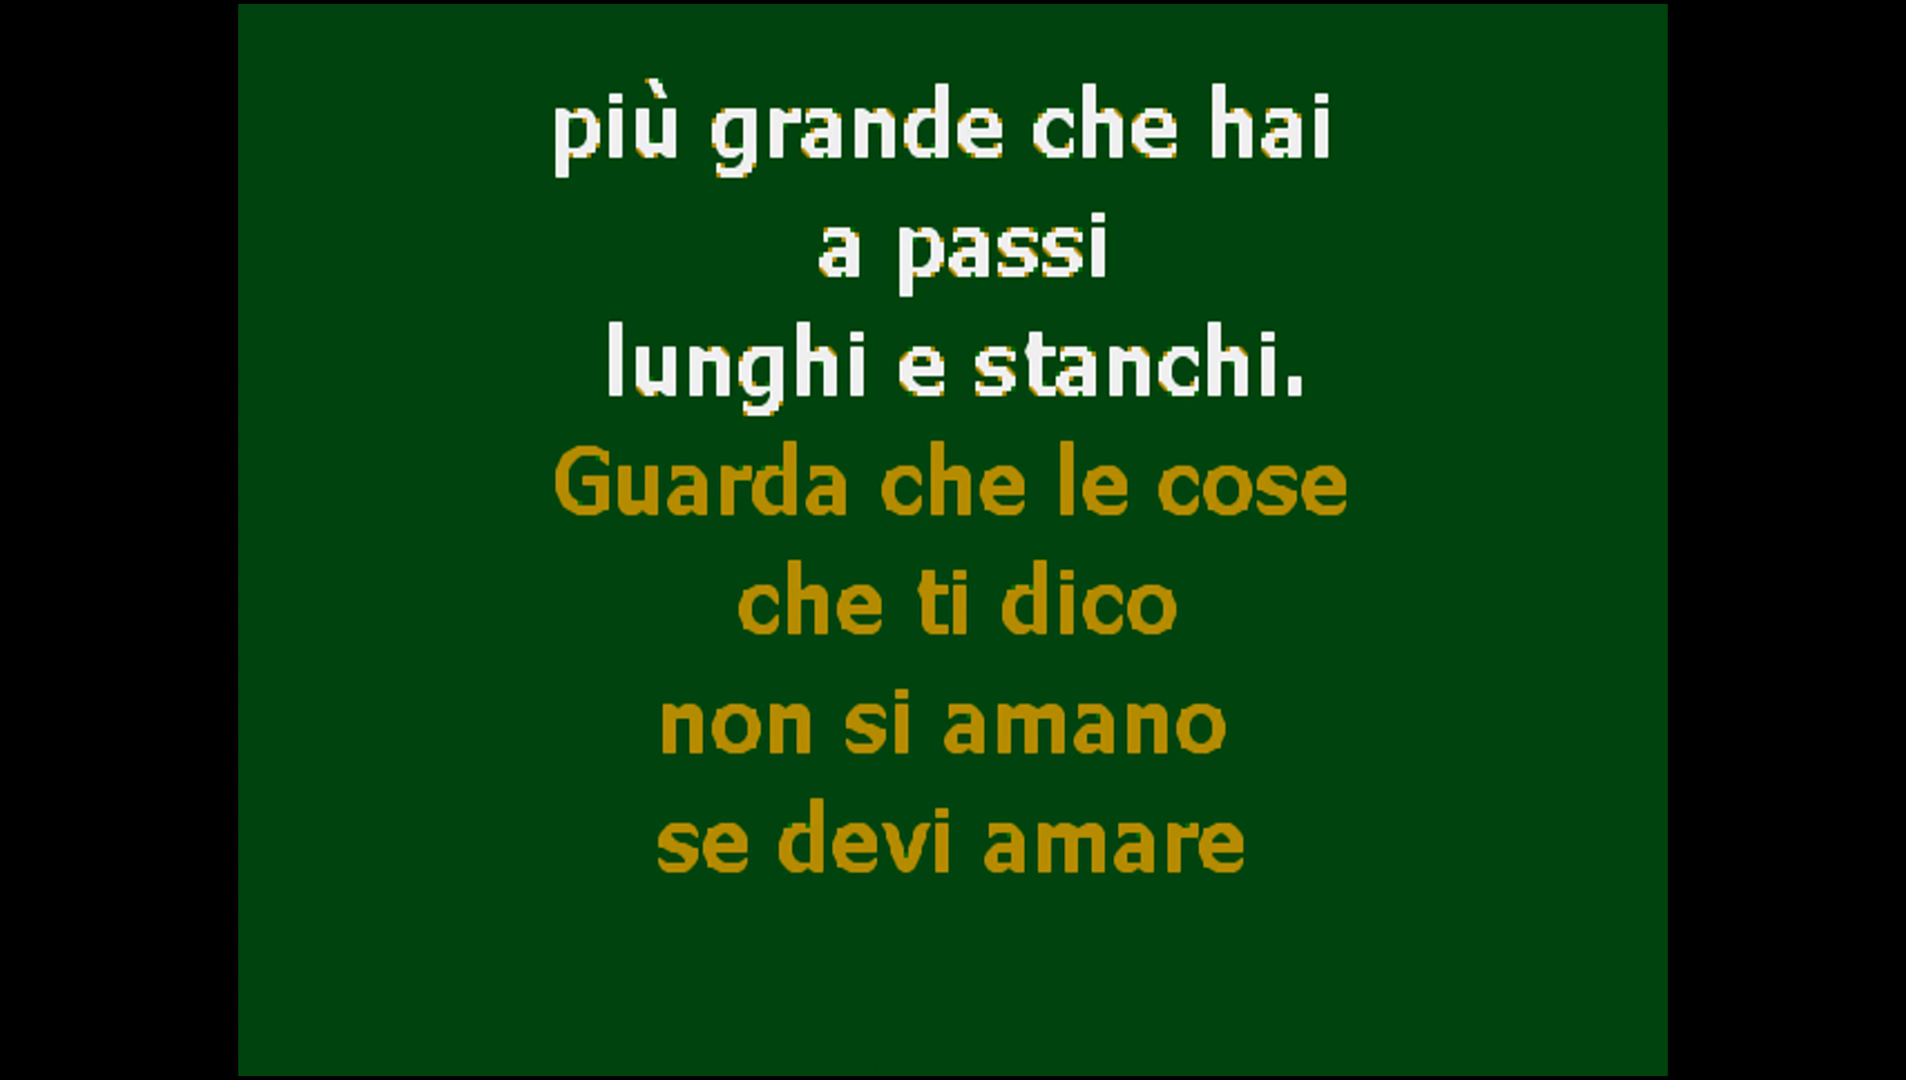 più grande che hai
a passi
lunghi e stanchi.
Guarda che le cose
che ti dico
non si amano
se devi amare